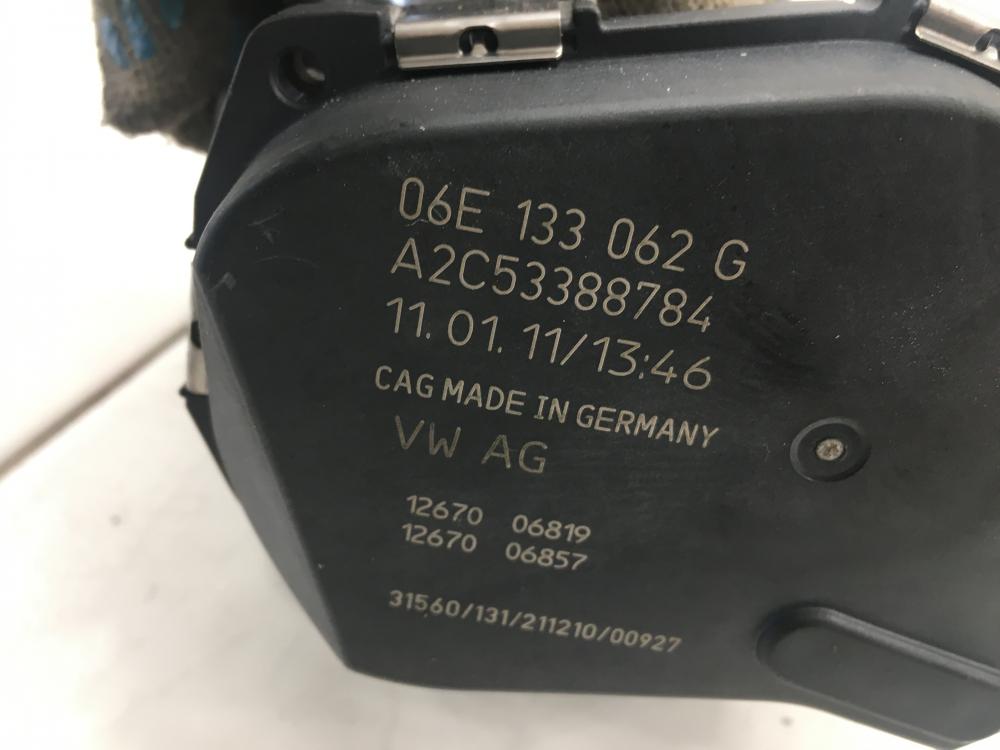 06E 133 062 G
A2C53388784
11.01.11/13:46
CAG MADE IN GERMANY
VW AG
12670 06819
12670 06857
31560/131/211210/00927